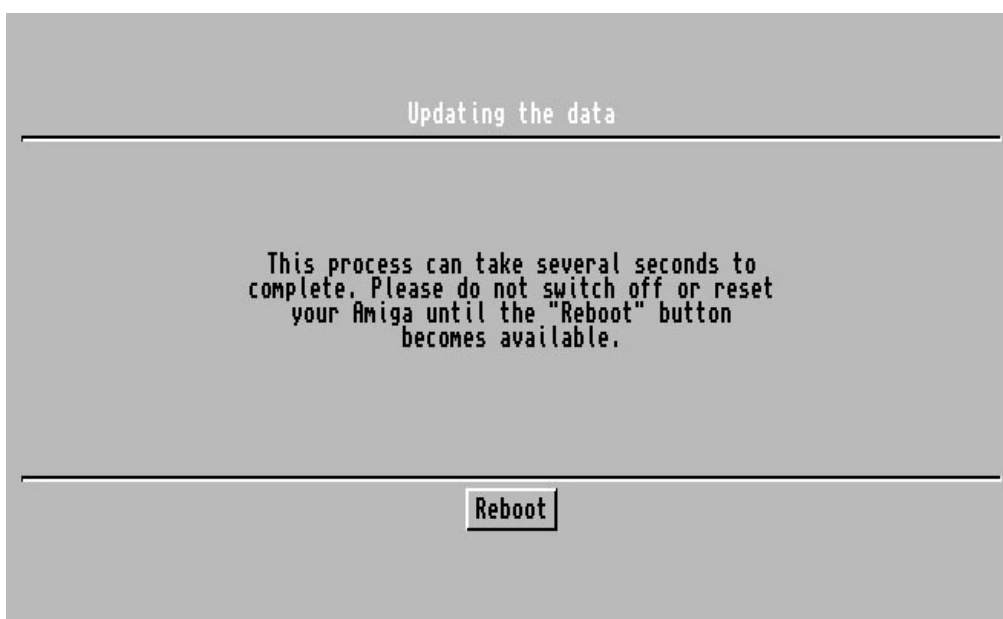 Updating the data
This process can take several seconds to
complete. Please do not switch off or reset
your Amiga until the "Reboot" button
becomes available.
Reboot